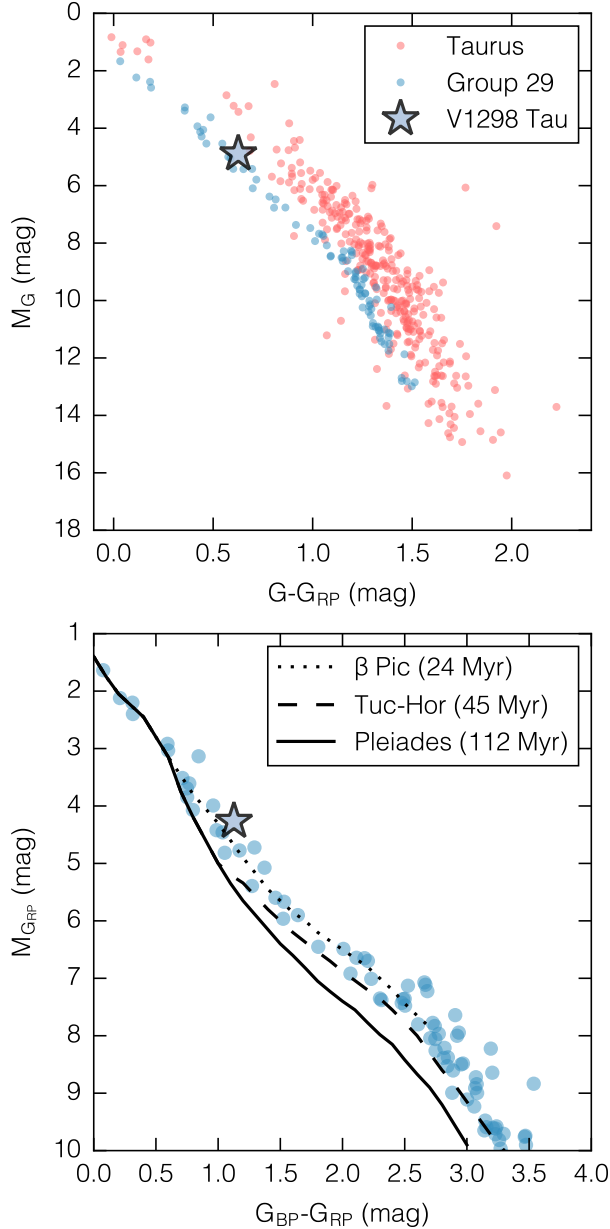 0
2
4
6
8
10
12
14
16
18
M_G (mag)
Taurus
Group 29
V1298 Tau
0.0 0.5 1.0 1.5 2.0
G-G_RP (mag)
1
2
3
4
5
6
7
8
9
10
M_G_RP (mag)
β Pic (24 Myr)
Tuc-Hor (45 Myr)
Pleiades (112 Myr)
0.0 0.5 1.0 1.5 2.0 2.5 3.0 3.5 4.0
G_BP-G_RP (mag)